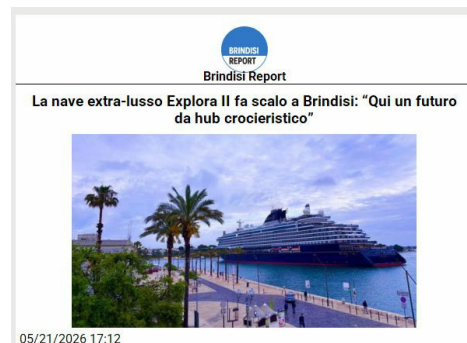 BRINDISI
REPORT
Brindisi Report
La nave extra-lusso Explora II fa scalo a Brindisi: “Qui un futuro
da hub crocieristico”
05/21/2026 17:12